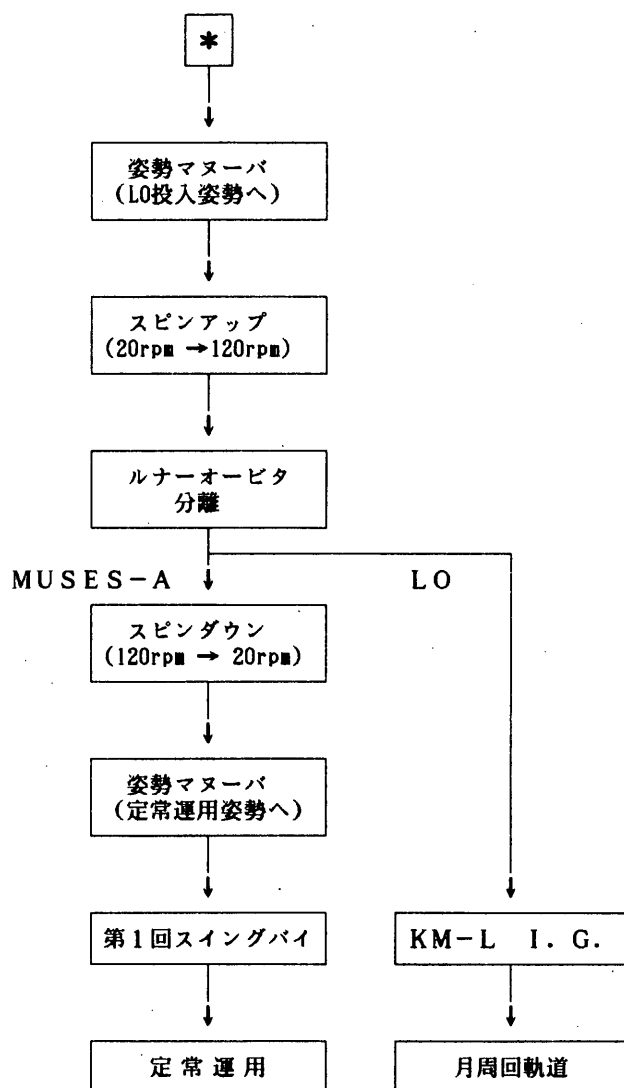 *
姿勢マヌーバ
(LO投入姿勢へ)
スピンアップ
(20rpm →120rpm)
ルナーオービタ
分離
MUSES-A
LO
スピンダウン
(120rpm → 20rpm)
姿勢マヌーバ
(定常運用姿勢へ)
第1回スイングバイ
KM-L I. G.
定常運用
月周回軌道